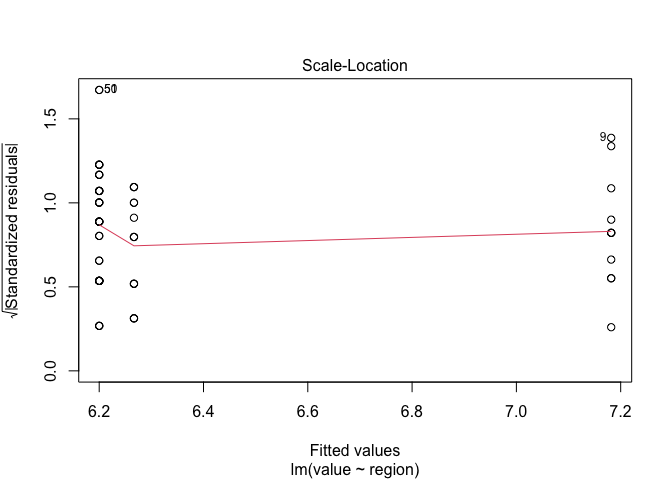 Scale-Location
√|Standardized residuals|
1.5
1.0
0.5
0.0
9
6.2
6.4
6.6
6.8
7.0
7.2
Fitted values
lm(value ~ region)